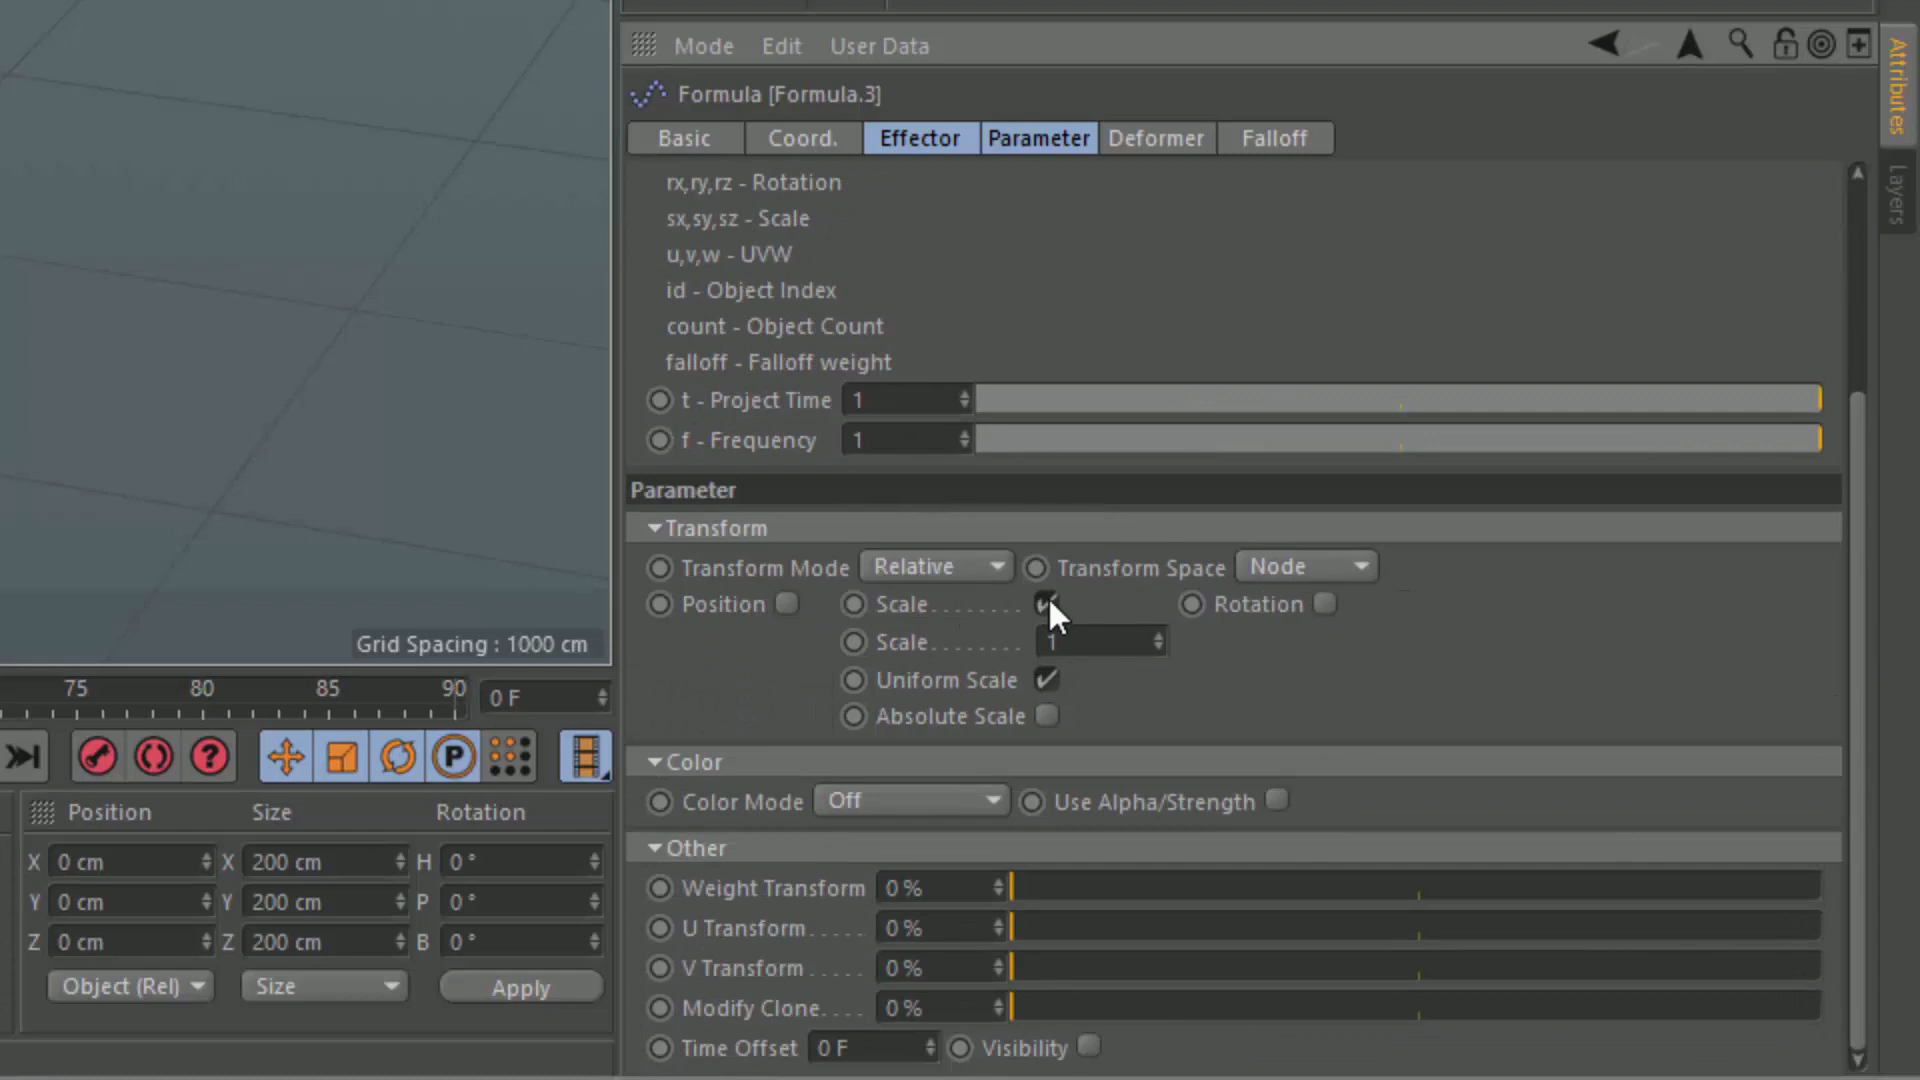 Mode Edit User Data
Attributes
Layers
Formula [Formula.3]
Basic Coord. Effector Parameter Deformer Falloff
rx,ry,rz - Rotation
sx,sy,sz - Scale
u,v,w - UVW
id - Object Index
count - Object Count
falloff - Falloff weight
t - Project Time 1
f - Frequency 1
Parameter
Transform
Transform Mode Relative Transform Space Node
Position Scale........ Rotation
Scale........ 1
Uniform Scale
Absolute Scale
Color
Color Mode Off Use Alpha/Strength
Other
Weight Transform 0 %
U Transform..... 0 %
V Transform..... 0 %
Modify Clone.... 0 %
Time Offset 0 F Visibility
Grid Spacing : 1000 cm
75 80 85 90 0 F
P
Position Size Rotation
X 0 cm X 200 cm H 0 °
Y 0 cm Y 200 cm P 0 °
Z 0 cm Z 200 cm B 0 °
Object (Rel) Size Apply